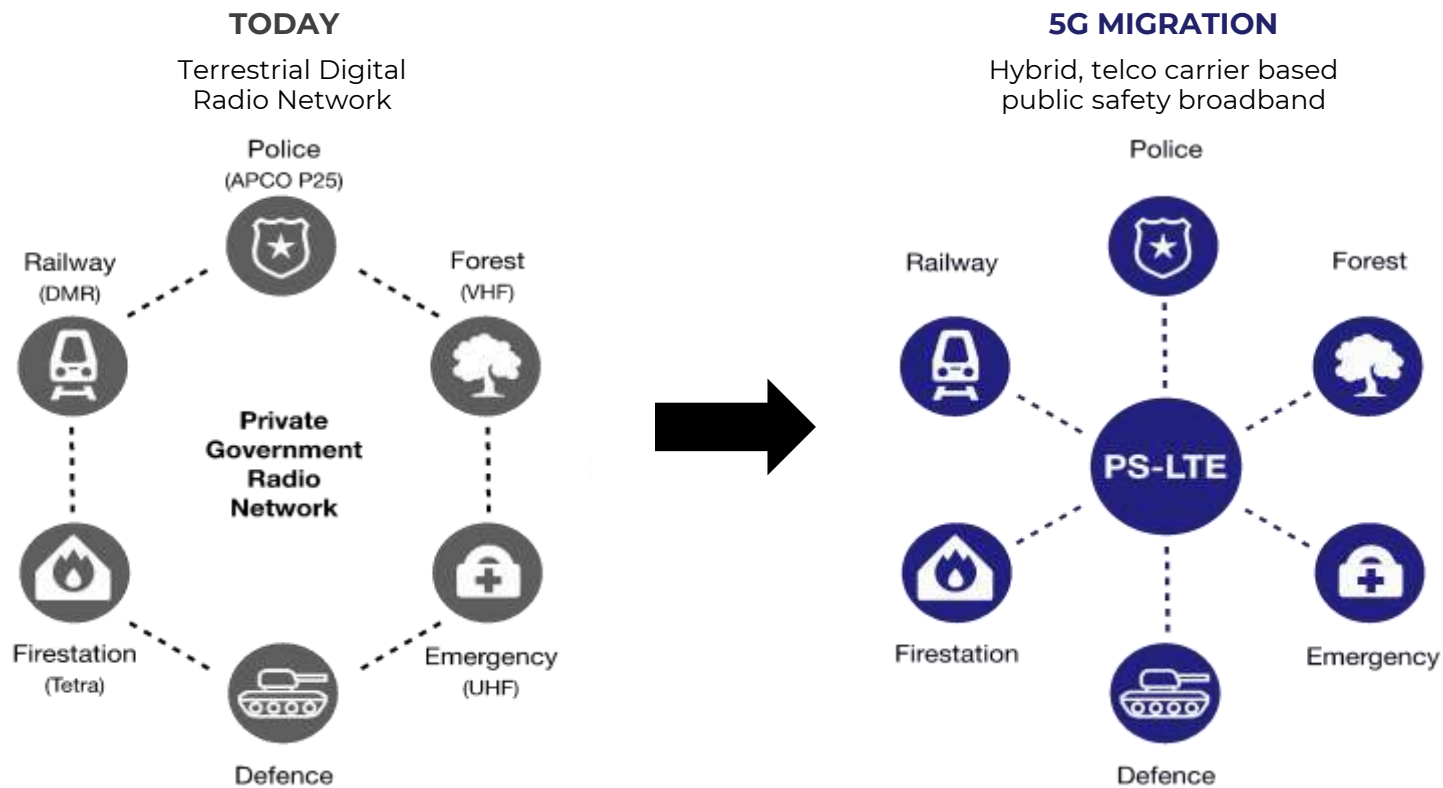 TODAY
Terrestrial Digital
Radio Network
Police
(APCO P25)
Railway
(DMR)
Forest
(VHF)
Private
Government
Radio
Network
Firestation
(Tetra)
Emergency
(UHF)
Defence
5G MIGRATION
Hybrid, telco carrier based
public safety broadband
Police
Railway
Forest
PS-LTE
Firestation
Emergency
Defence